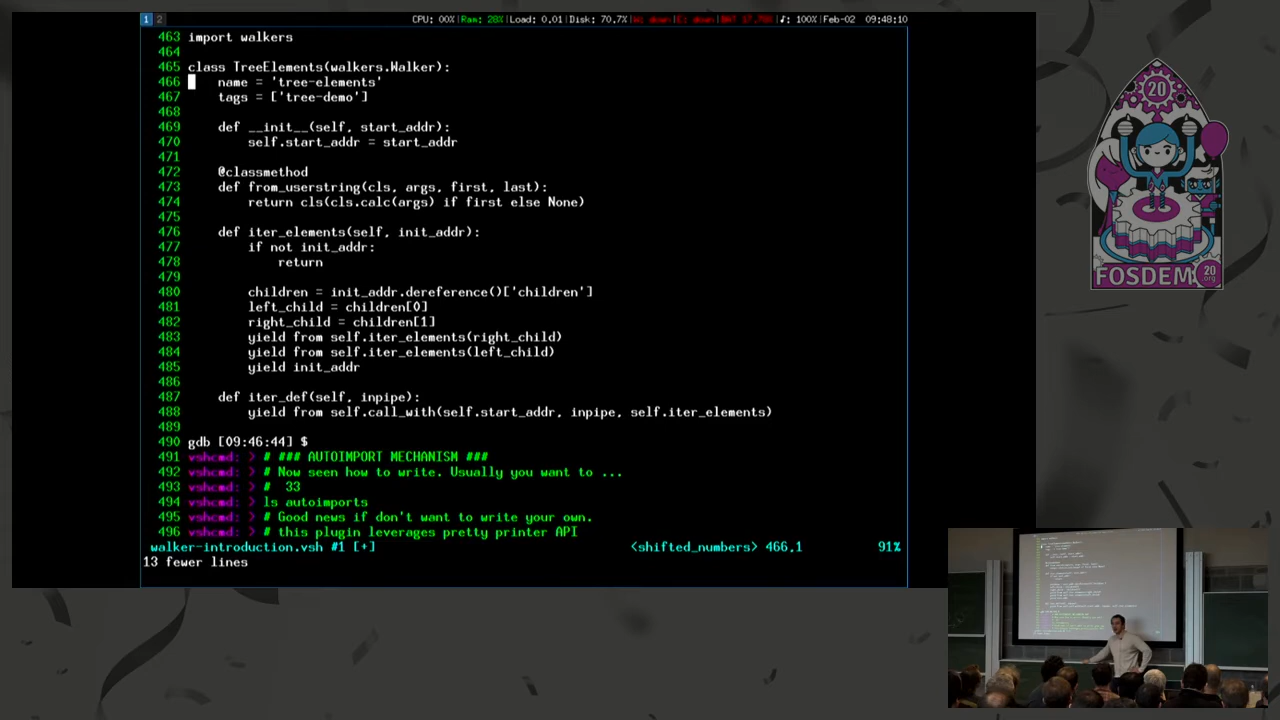 1 2 CPU: 00%|Ram: 28%|Load: 0,01|Disk: 70,7%|W: down|E: down| |♪: 100%|Feb-02 09:48:10
463 import walkers
464
465 class TreeElements(walkers.Walker):
466     name = 'tree-elements'
467     tags = ['tree-demo']
468
469     def __init__(self, start_addr):
470         self.start_addr = start_addr
471
472     @classmethod
473     def from_userstring(cls, args, first, last):
474         return cls(cls.calc(args) if first else None)
475
476     def iter_elements(self, init_addr):
477         if not init_addr:
478             return
479
480         children = init_addr.dereference()['children']
481         left_child = children[0]
482         right_child = children[1]
483         yield from self.iter_elements(right_child)
484         yield from self.iter_elements(left_child)
485         yield init_addr
486
487     def iter_def(self, inpipe):
488         yield from self.call_with(self.start_addr, inpipe, self.iter_elements)
489
490 gdb [09:46:44] $
491 vshcmd: > # ### AUTOIMPORT MECHANISM ###
492 vshcmd: > # Now seen how to write. Usually you want to ...
493 vshcmd: > #  33
494 vshcmd: > ls autoimports
495 vshcmd: > # Good news if don't want to write your own.
496 vshcmd: > # this plugin leverages pretty printer API
walker-introduction.vsh #1 [+] <shifted_numbers> 466,1 91%
13 fewer lines
20
FOSDEM 20 .org